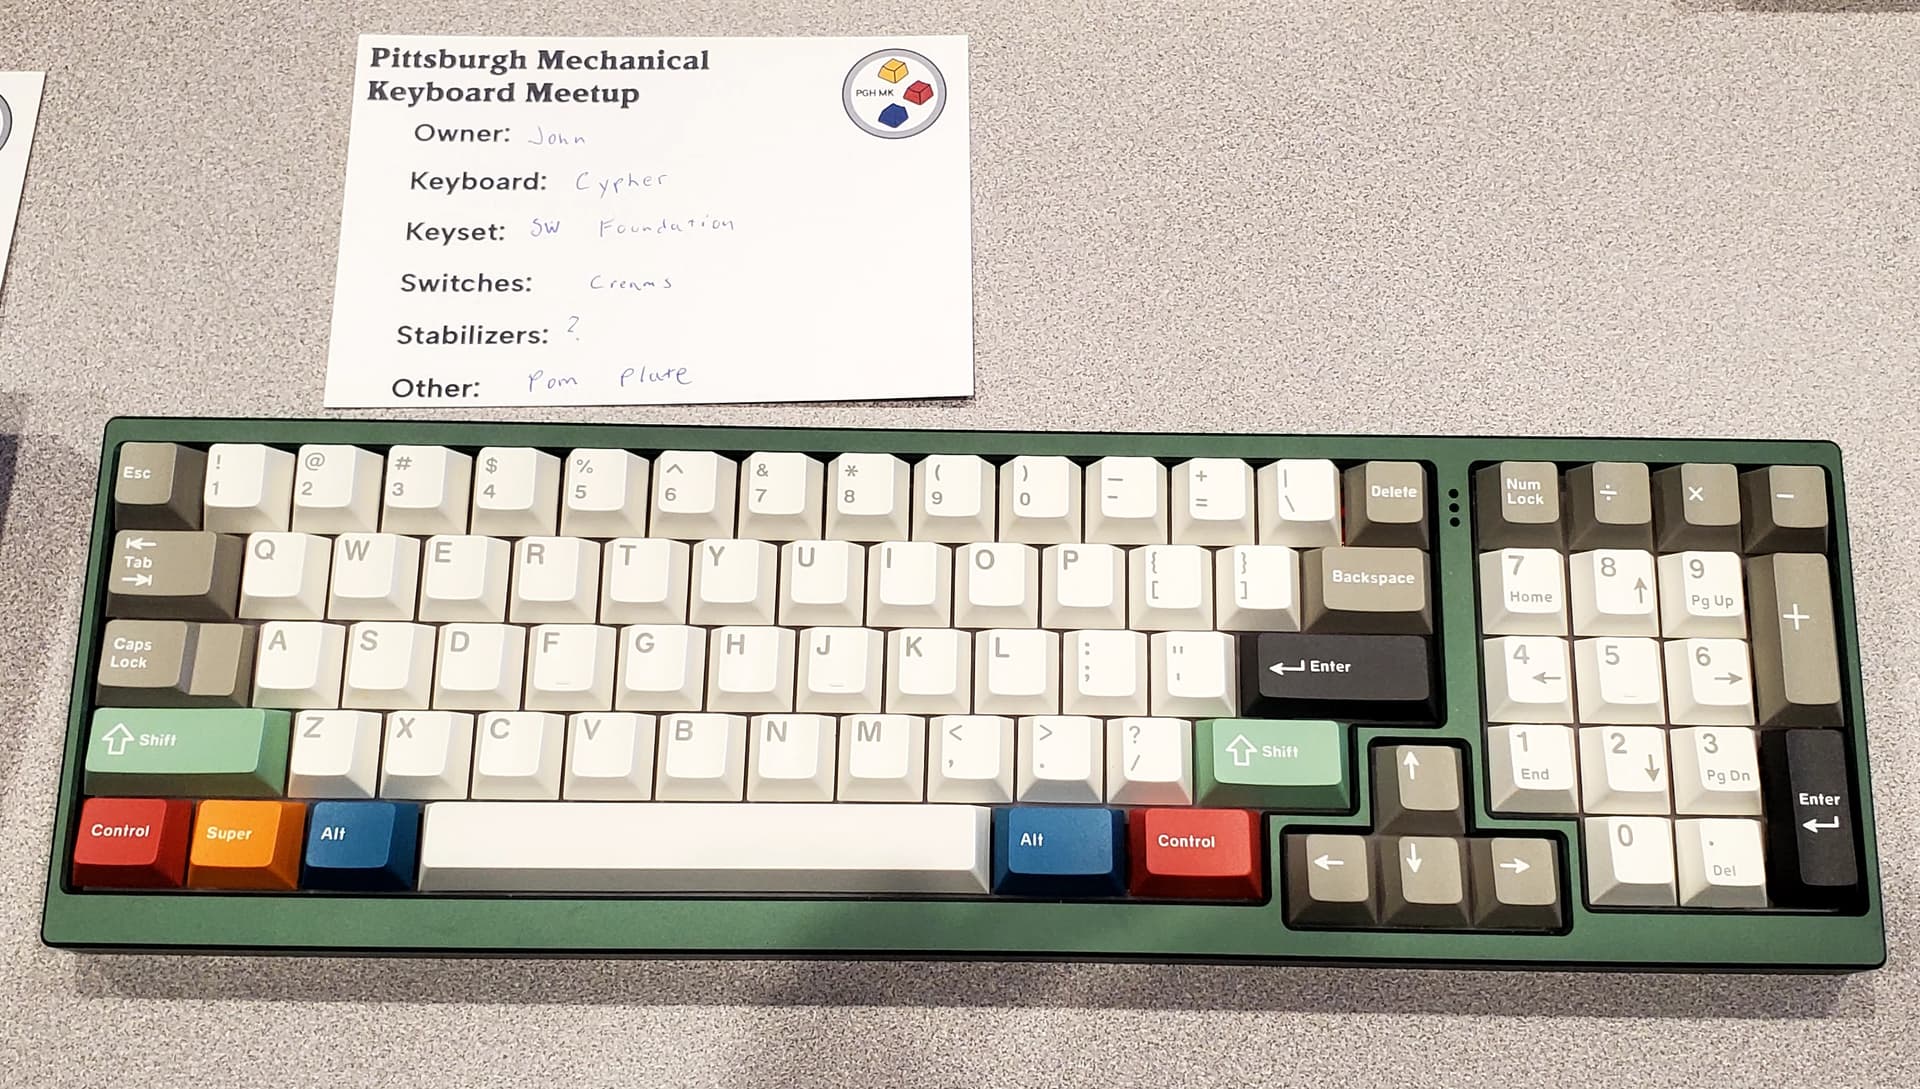 Pittsburgh Mechanical
Keyboard Meetup
PGH MK
Owner: John
Keyboard: Cypher
Keyset: SW Foundation
Switches: Creams
Stabilizers: ?
Other: Pom Plate
Esc ! 1 @ 2 # 3 $ 4 % 5 ^ 6 & 7 * 8 ( 9 ) 0 _ - + = | \ Delete Num Lock ÷ × −
Tab Q W E R T Y U I O P { [ } ] Backspace 7 Home 8 ↑ 9 Pg Up +
Caps Lock A S D F G H J K L : ; " ' Enter 4 ← 5 6 →
Shift Z X C V B N M < , > . ? / Shift ↑ 1 End 2 ↓ 3 Pg Dn Enter
Control Super Alt Alt Control ← ↓ → 0 . Del